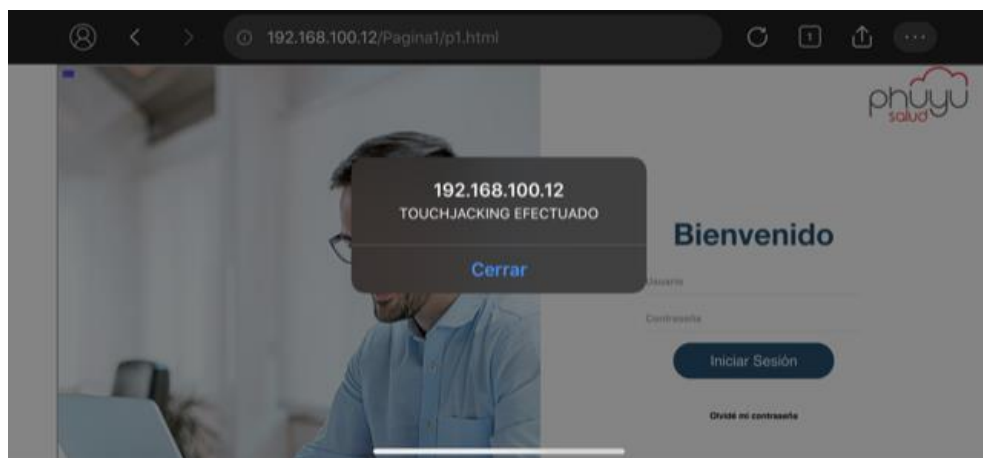 192.168.100.12/Pagina1/p1.html
1
phuyu
salud
192.168.100.12
TOUCHJACKING EFECTUADO
Cerrar
Bienvenido
Usuario
Contraseña
Iniciar Sesión
Olvidé mi contraseña